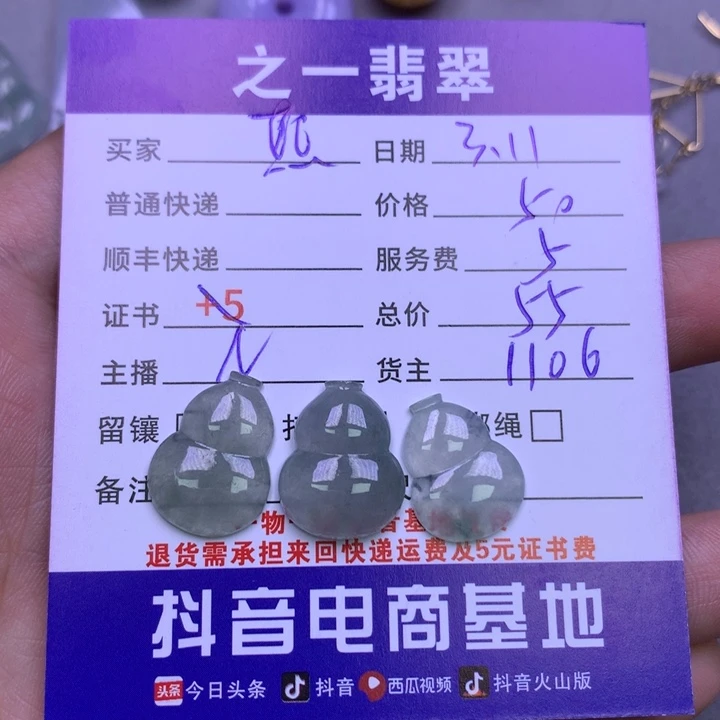 之一翡翠
买家 熊 日期 3.11
普通快递 价格 50
顺丰快递 服务费 5
证书 +5 总价 55
主播 N 货主 1106
留镶 绳
备注
物
退货需承担来回快递运费及5元证书费
抖音电商基地
头条 今日头条 抖音 西瓜视频 抖音火山版